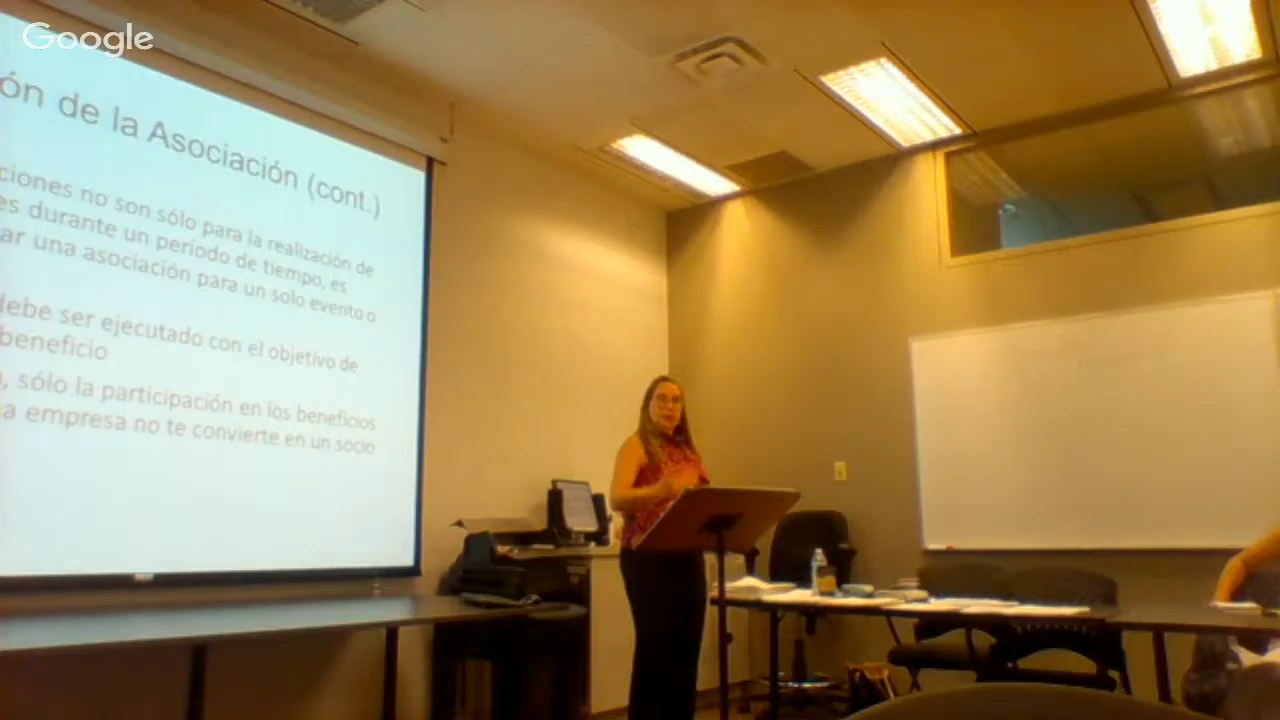 Google
ón de la Asociación (cont.)
ciones no son sólo para la realización de
es durante un período de tiempo, es
ar una asociación para un solo evento o
debe ser ejecutado con el objetivo de
beneficio
, sólo la participación en los beneficios
a empresa no te convierte en un socio